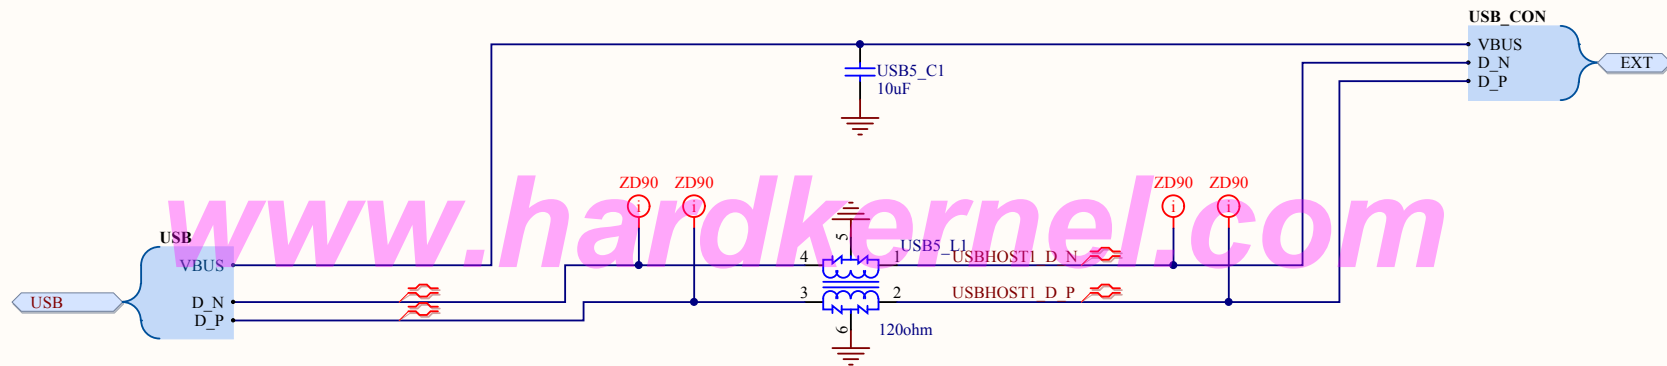 USB_CON
VBUS
D_N
D_P
EXT
USB5_C1
10uF
ZD90
ZD90
ZD90
ZD90
www.hardkernel.com
USB
VBUS
D_N
D_P
USB
5
4
1
USB5_L1
USBHOST1_D_N
3
2
USBHOST1_D_P
6
120ohm
i
i
i
i